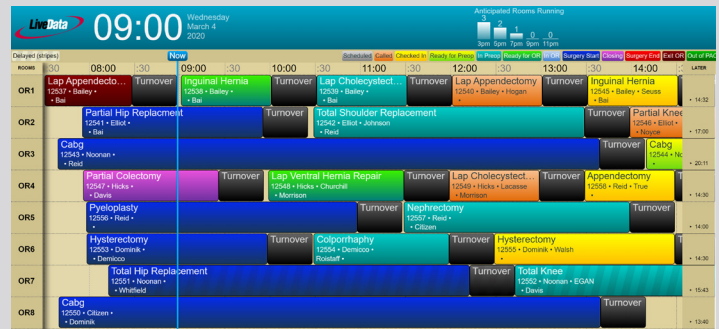 LiveData
09:00
Wednesday
March 4
2020
Anticipated Rooms Running
3 2 1 0 0
3pm 5pm 7pm 9pm 11pm
Delayed (stripes) Now Scheduled Called Checked In Ready for Preop In Preop Ready for OR In OR Surgery Start Closing Surgery End Exit OR Out of PAC
ROOMS :30 08:00 :30 09:00 :30 10:00 :30 11:00 :30 12:00 :30 13:00 :30 14:00 :30 LATER
OR1 Lap Appendecto... Turnover Inguinal Hernia Turnover Lap Cholecystect... Turnover Lap Appendectomy Turnover Inguinal Hernia
12537 • Bailey • 12538 • Bailey • 12539 • Bailey • 12540 • Bailey • Hogan 12545 • Bailey • Seuss
• Bai • Bai • Bai • • Bai • 14:32
OR2 Partial Hip Replacment Turnover Total Shoulder Replacement Turnover Partial Knee
12541 • Elliot • 12542 • Elliot • Johnson 12546 • Elliot •
• Bai • Reid • Noyce • 17:00
OR3 Cabg Turnover Cabg
12543 • Noonan • 12544 • No
• Reid • • 20:11
OR4 Partial Colectomy Turnover Lap Ventral Hernia Repair Turnover Lap Cholecystect... Turnover Appendectomy T
12547 • Hicks • 12548 • Hicks • Churchill 12549 • Hicks • Lacasse 12558 • Reid • True
• Davis • Morrison • Morrison • • 14:30
OR5 Pyeloplasty Turnover Nephrectomy Turnover
12556 • Reid • 12557 • Reid •
• • Citizen • 14:00
OR6 Hysterectomy Turnover Colporrhaphy Turnover Hysterectomy T
12553 • Dominik • 12554 • Demicco • 12555 • Dominik • Walsh
• Demicco Roistaff • • • 14:30
OR7 Total Hip Replacement Turnover Total Knee
12551 • Noonan • 12552 • Noonan • EGAN
• Whitfield • Davis • 15:43
OR8 Cabg Turnover
12550 • Citizen •
• Dominik • 13:40